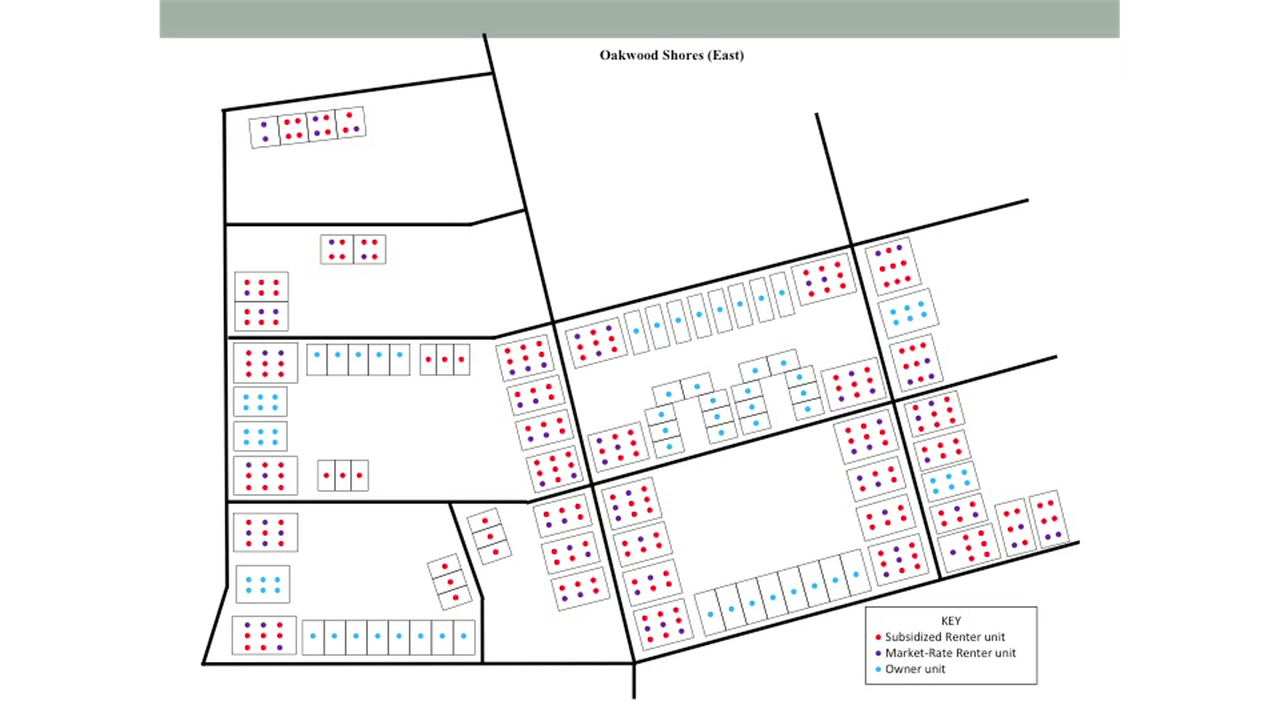 Oakwood Shores (East)
KEY
Subsidized Renter unit
Market-Rate Renter unit
Owner unit